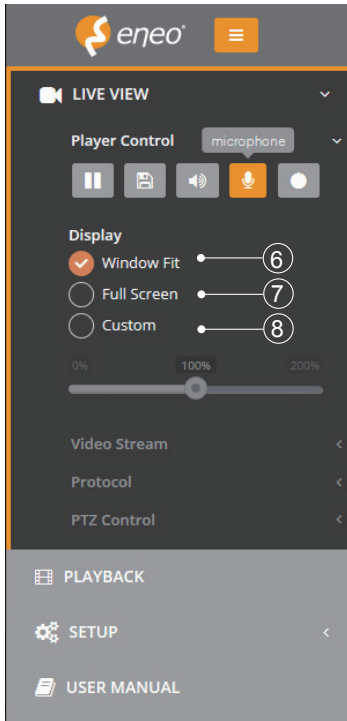 eneo
LIVE VIEW
Player Control microphone
Display
Window Fit 6
Full Screen 7
Custom 8
0% 100% 200%
Video Stream
Protocol
PTZ Control
PLAYBACK
SETUP
USER MANUAL